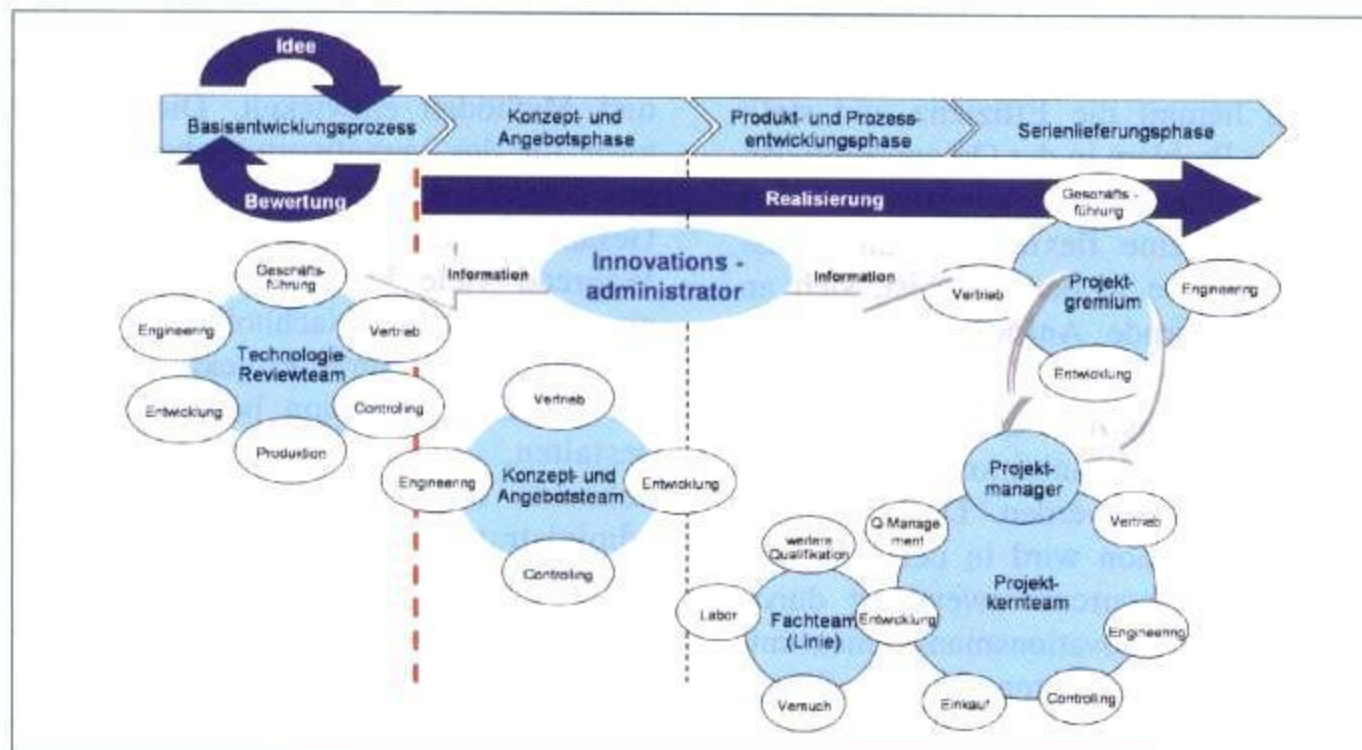 Idee
Basisentwicklungsprozess
Konzept- und
Angebotsphase
Produkt- und Prozess
entwicklungsphase
Serienlieferungsphase
Bewertung
Realisierung
Geschäfts-
führung
Engineering
Vertrieb
Technologie-
Reviewteam
Entwicklung
Controlling
Produktion
Information
Innovations -
administrator
Information
Geschäfts -
führung
Vertrieb
Projekt-
gremium
Engineering
Entwicklung
Vertrieb
Engineering
Konzept- und
Angebotsteam
Entwicklung
Controlling
weitere
Qualifikation
Labor
Fachteam
(Linie)
Entwicklung
Versuch
Projekt-
manager
Q-Manage
ment
Vertrieb
Projekt-
kernteam
Engineering
Einkauf
Controlling